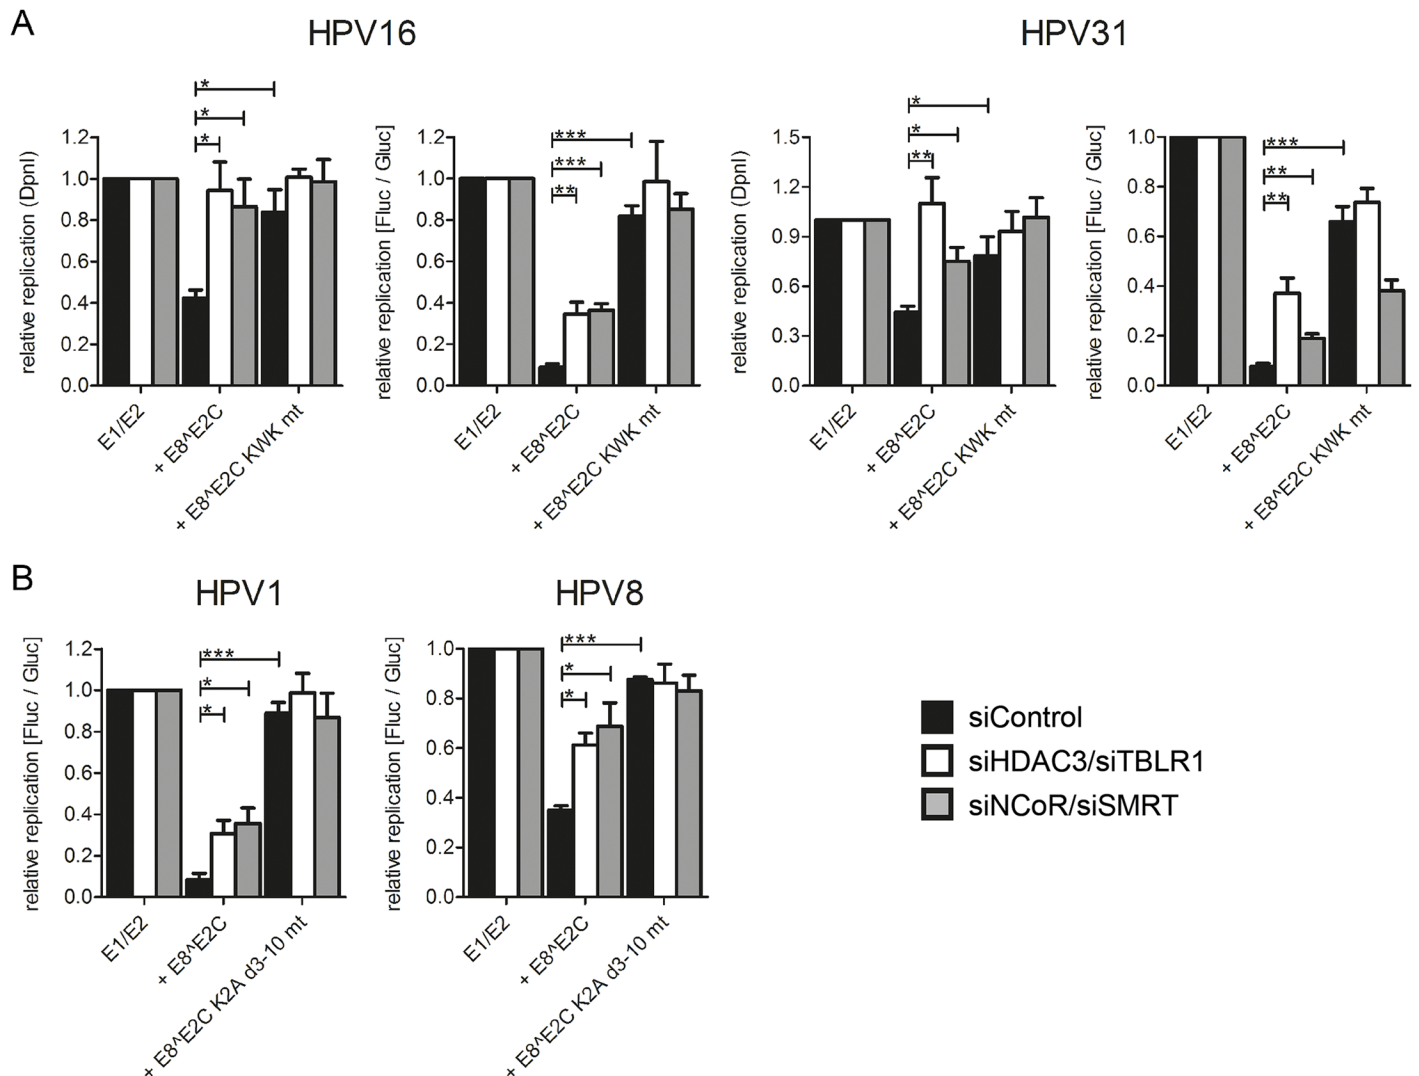 A
HPV16
HPV31
relative replication (DpnI)
1.2
1.0
0.8
0.6
0.4
0.2
0.0
*
*
*
E1/E2
+ E8^E2C
+ E8^E2C KWK mt
relative replication [Fluc / Gluc]
1.2
1.0
0.8
0.6
0.4
0.2
0.0
***
***
**
E1/E2
+ E8^E2C
+ E8^E2C KWK mt
relative replication (DpnI)
1.5
1.2
0.9
0.6
0.3
0.0
*
*
**
E1/E2
+ E8^E2C
+ E8^E2C KWK mt
relative replication [Fluc / Gluc]
1.0
0.8
0.6
0.4
0.2
0.0
***
**
**
E1/E2
+ E8^E2C
+ E8^E2C KWK mt
B
HPV1
HPV8
relative replication [Fluc / Gluc]
1.2
1.0
0.8
0.6
0.4
0.2
0.0
***
*
*
E1/E2
+ E8^E2C
+ E8^E2C K2A d3-10 mt
relative replication [Fluc / Gluc]
1.0
0.8
0.6
0.4
0.2
0.0
***
*
*
E1/E2
+ E8^E2C
+ E8^E2C K2A d3-10 mt
siControl
siHDAC3/siTBLR1
siNCoR/siSMRT